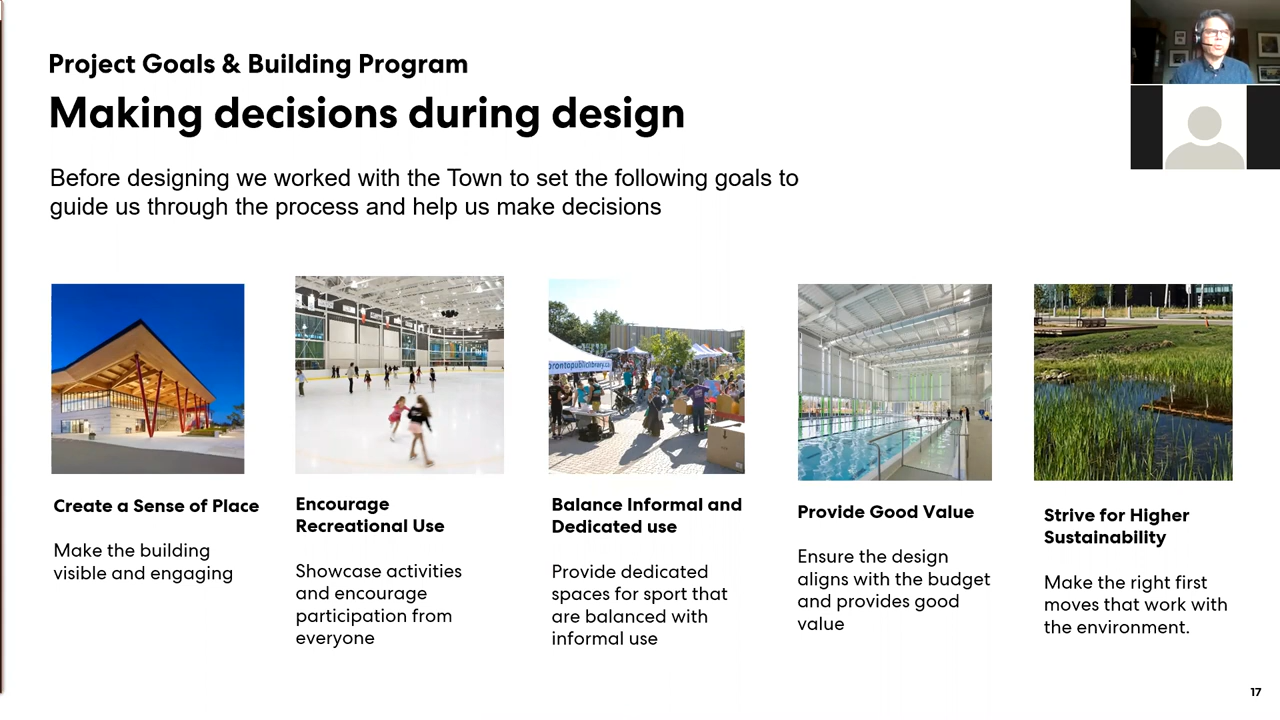 Project Goals & Building Program
Making decisions during design
Before designing we worked with the Town to set the following goals to
guide us through the process and help us make decisions
orontopubliclibrary.ca
Create a Sense of Place
Make the building
visible and engaging
Encourage
Recreational Use
Showcase activities
and encourage
participation from
everyone
Balance Informal and
Dedicated use
Provide dedicated
spaces for sport that
are balanced with
informal use
Provide Good Value
Ensure the design
aligns with the budget
and provides good
value
Strive for Higher
Sustainability
Make the right first
moves that work with
the environment.
17